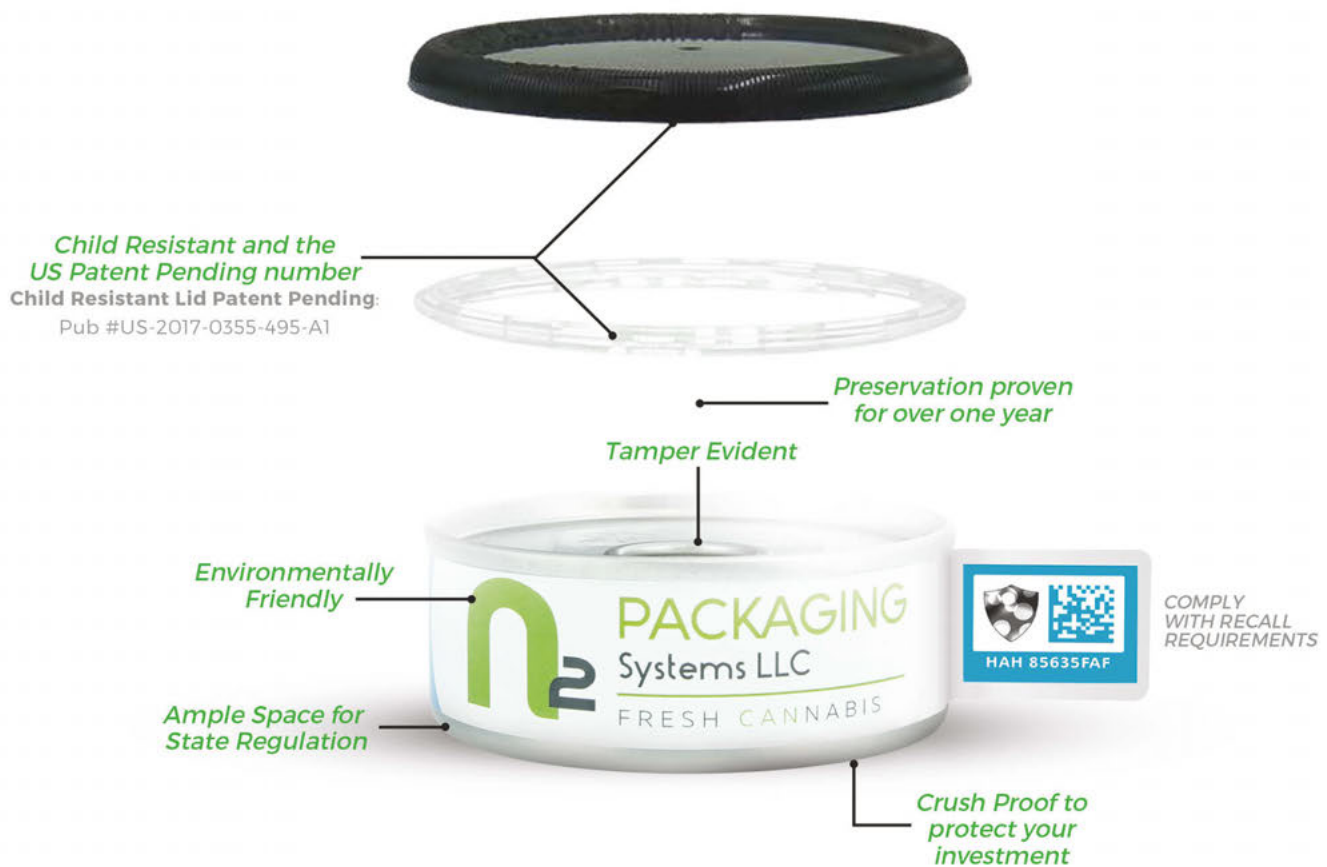 Child Resistant and the
US Patent Pending number
Child Resistant Lid Patent Pending:
Pub #US-2017-0355-495-A1
Preservation proven
for over one year
Tamper Evident
Environmentally
Friendly
n2
PACKAGING
Systems LLC
FRESH CANNABIS
HAH 85635FAF
COMPLY
WITH RECALL
REQUIREMENTS
Ample Space for
State Regulation
Crush Proof to
protect your
investment